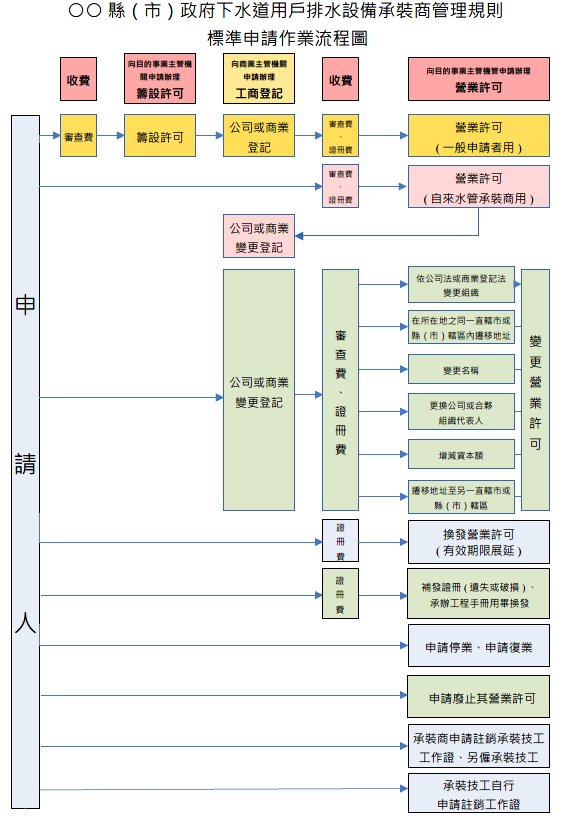 ○○ 縣（市）政府下水道用戶排水設備承裝商管理規則
標準申請作業流程圖
收費
向目的事業主管機
關申請辦理
籌設許可
向商業主管機關
申請辦理
工商登記
收費
向目的事業主管機管申請辦理
營業許可
申
請
人
審查費
籌設許可
公司或商業
登記
審查費
、
證冊費
營業許可
（一般申請者用）
審查費
、
證冊費
營業許可
（自來水管承裝商用）
公司或商業
變更登記
公司或商業
變更登記
審
查
費
、
證
冊
費
依公司法或商業登記法
變更組織
在所在地之同一直轄市或
縣（市）轄區內遷移地址
變更名稱
更換公司或合夥
組織代表人
增減資本額
遷移地址至另一直轄市或
縣（市）轄區
變
更
營
業
許
可
證
冊
費
換發營業許可
（有效期限展延）
證
冊
費
補發證冊（遺失或破損）、
承辦工程手冊用畢換發
申請停業、申請復業
申請廢止其營業許可
承裝商申請註銷承裝技工
工作證、另僱承裝技工
承裝技工自行
申請註銷工作證